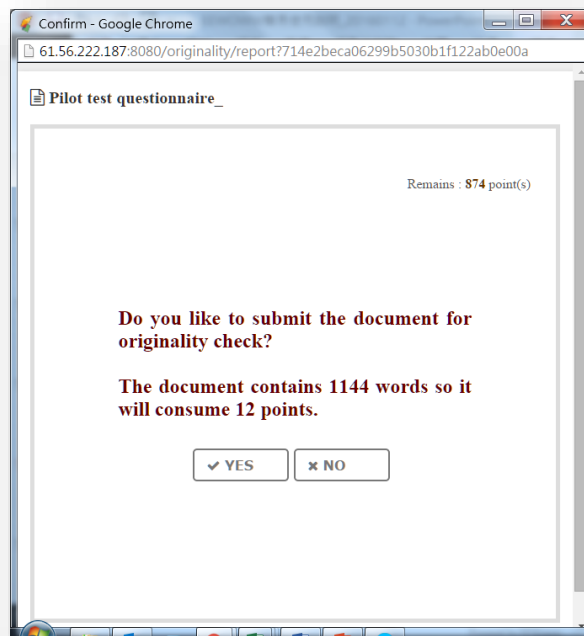 Confirm - Google Chrome
61.56.222.187:8080/originality/report?714e2beca06299b5030b1f122ab0e00a
Pilot test questionnaire_
Remains : 874 point(s)
Do you like to submit the document for
originality check?
The document contains 1144 words so it
will consume 12 points.
YES
NO